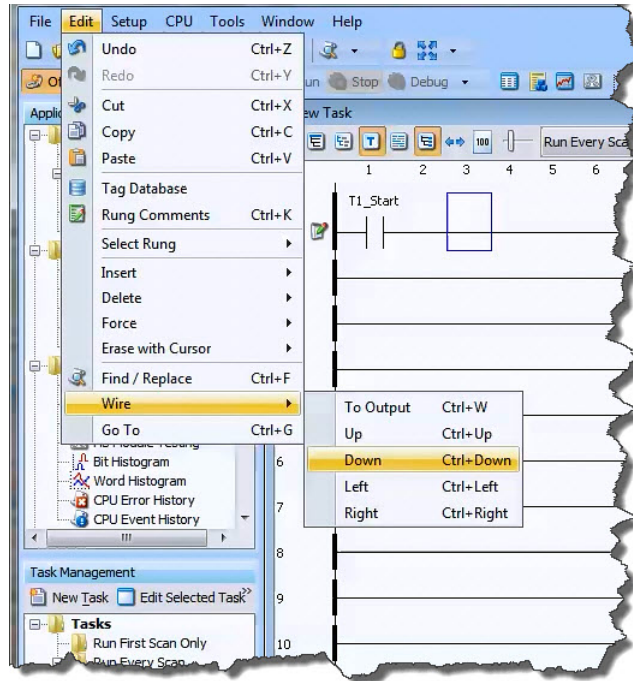 File Edit Setup CPU Tools Window Help
Undo Ctrl+Z
Redo Ctrl+Y
Cut Ctrl+X
Copy Ctrl+C
Paste Ctrl+V
Tag Database
Rung Comments Ctrl+K
Select Rung
Insert
Delete
Force
Erase with Cursor
Find / Replace Ctrl+F
Wire
Go To Ctrl+G
To Output Ctrl+W
Up Ctrl+Up
Down Ctrl+Down
Left Ctrl+Left
Right Ctrl+Right
Stop Debug
Task
T 100 Run Every
1 2 3 4 5 6
T1_Start
6
7
8
9
10
Bit Histogram
Word Histogram
CPU Error History
CPU Event History
Task Management
New Task Edit Selected Task
Tasks
Run First Scan Only
Run Every Scan